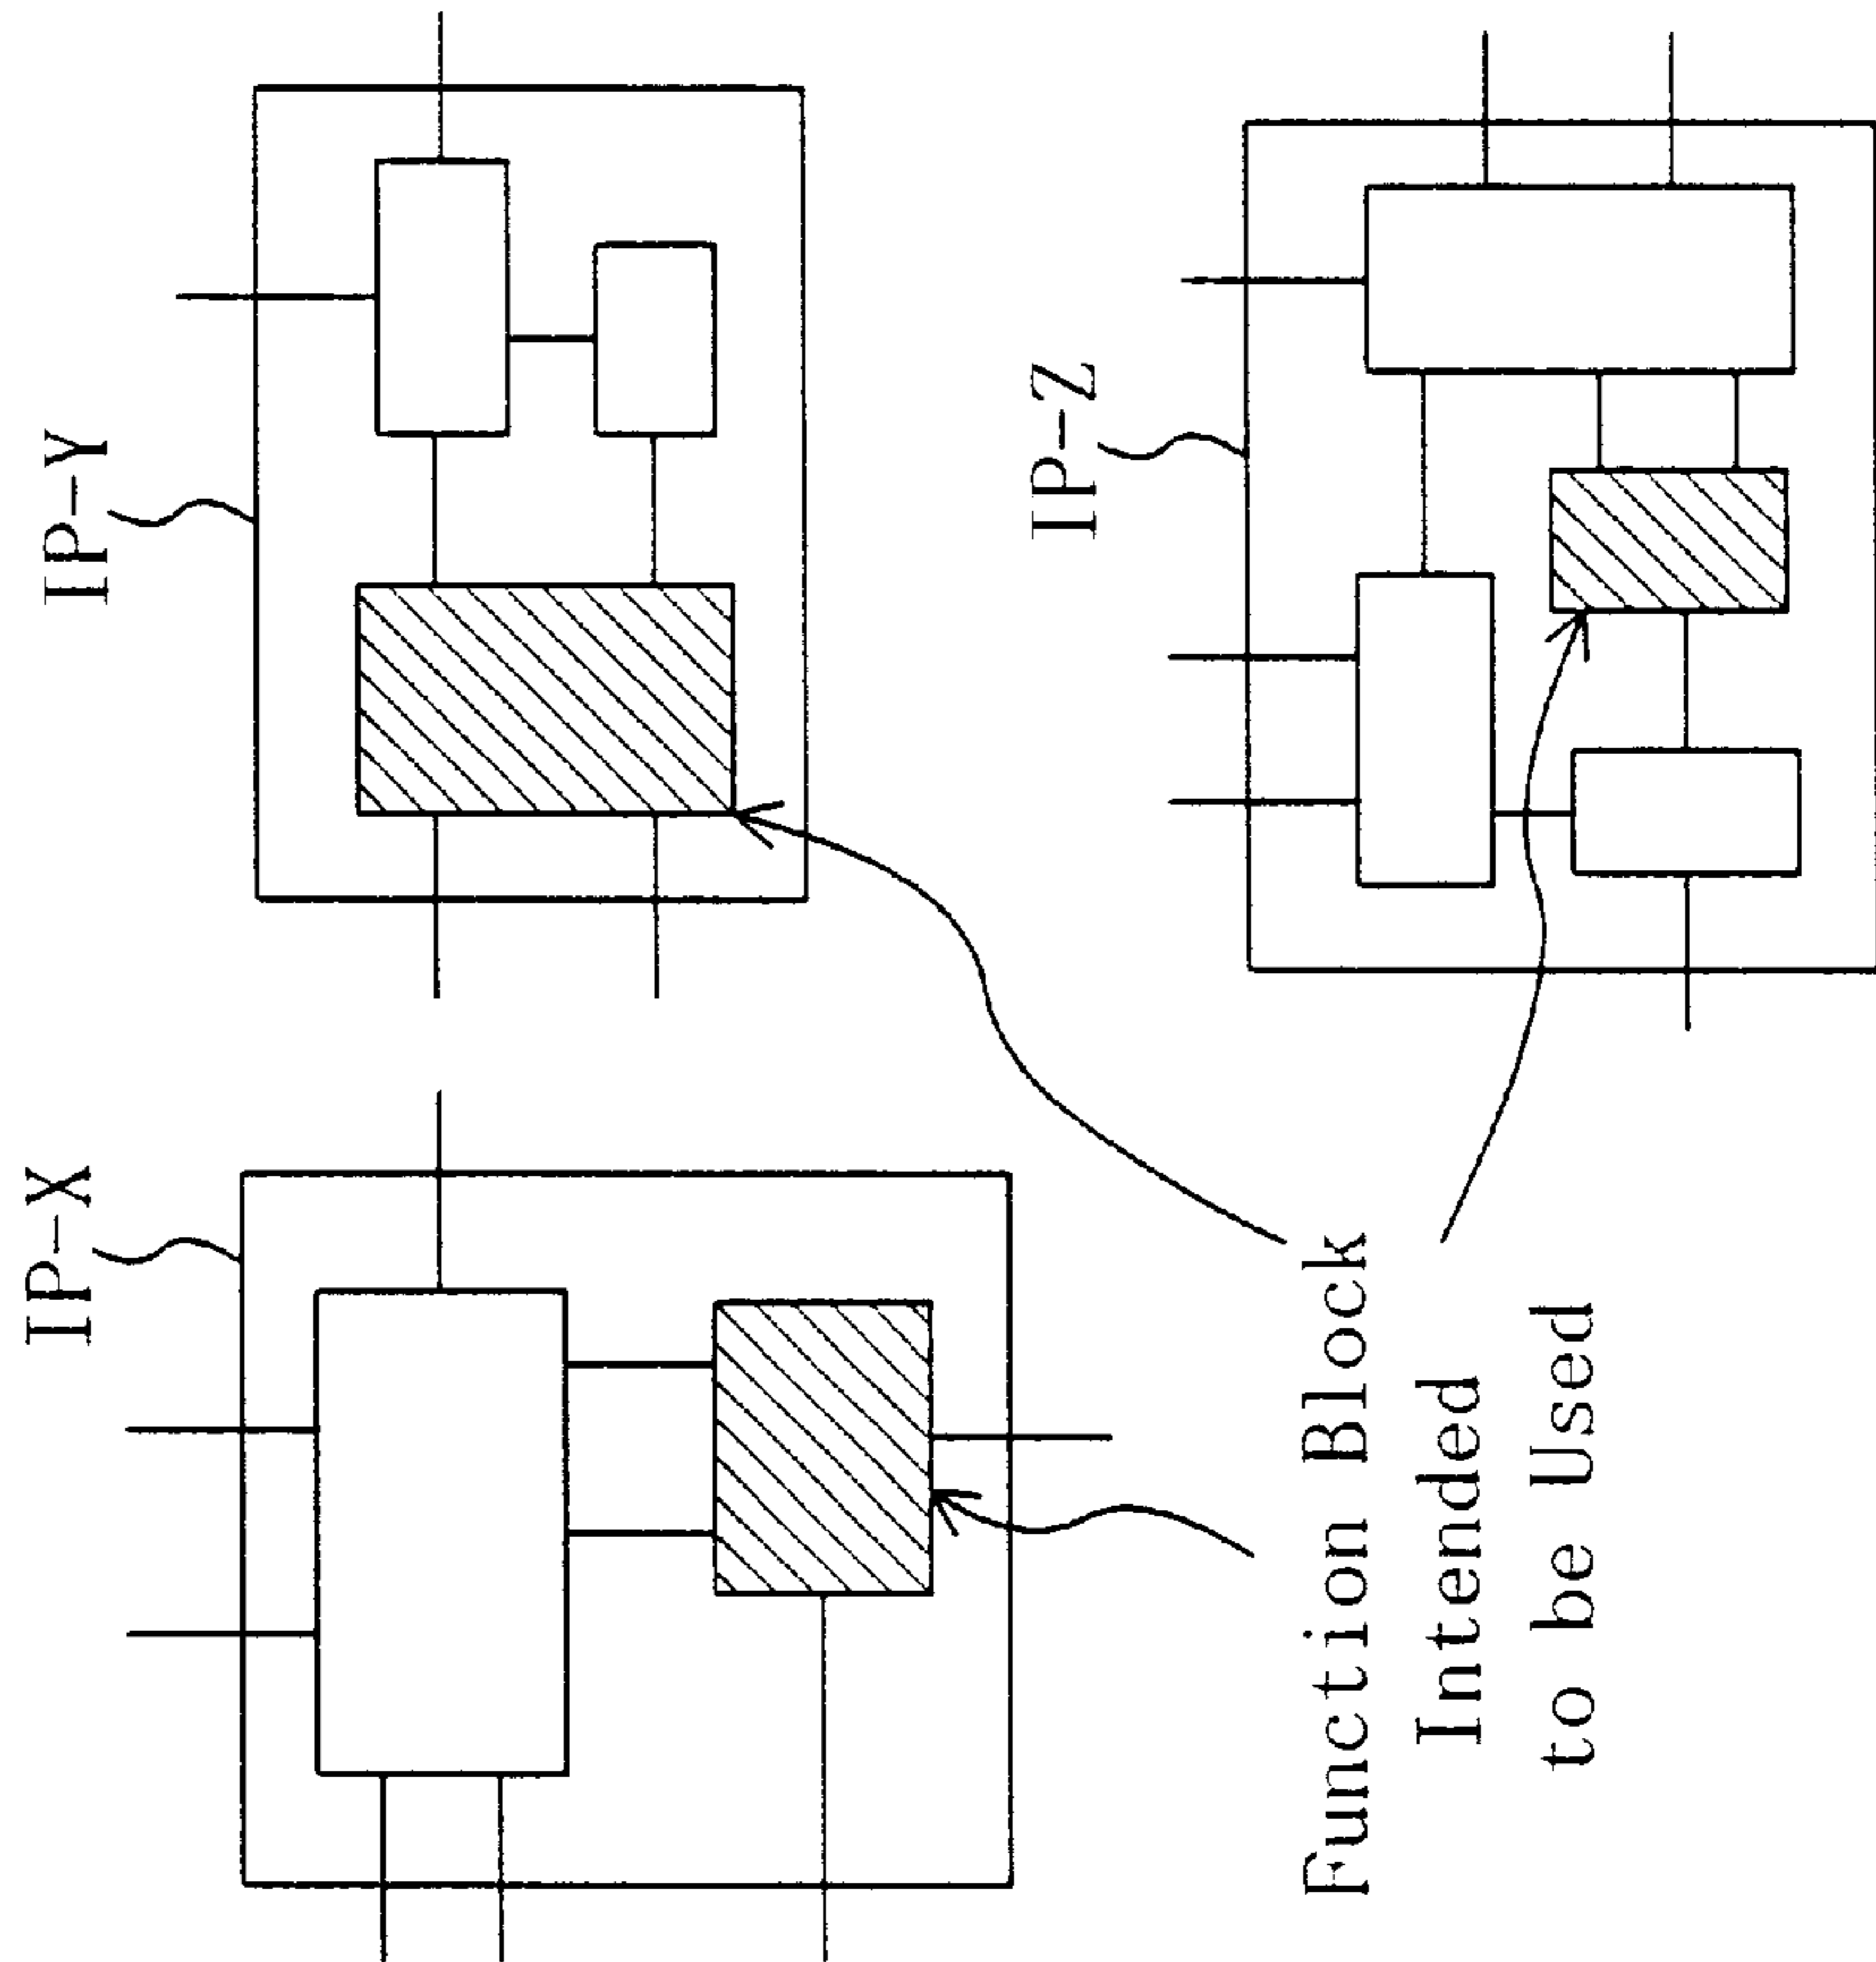 IP-X
IP-Y
IP-Z
Function Block
Intended
to be Used